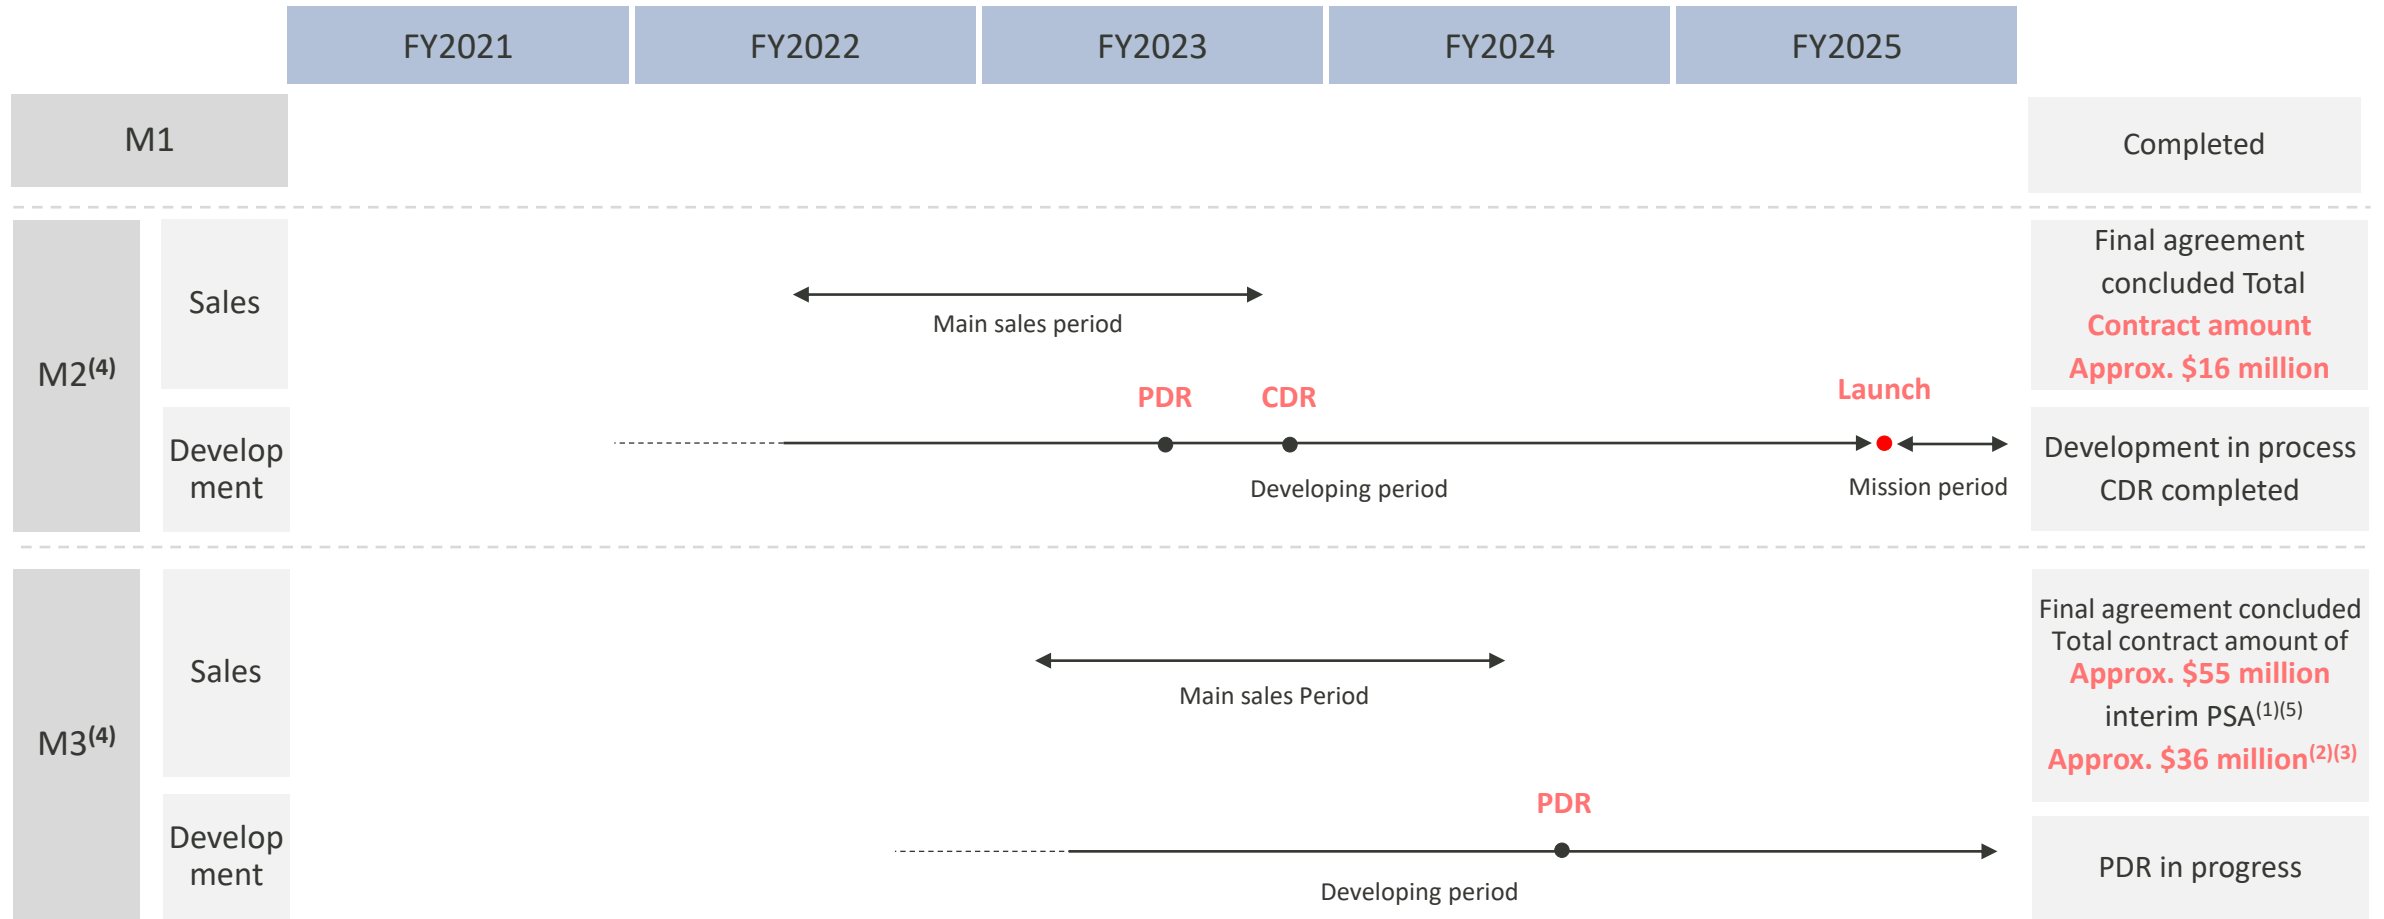 FY2021 FY2022 FY2023 FY2024 FY2025
M1
Completed
M2(4)
Sales
Main sales period
Final agreement
concluded Total
Contract amount
Approx. $16 million
Develop
ment
PDR
CDR
Launch
Developing period
Mission period
Development in process
CDR completed
M3(4)
Sales
Main sales Period
Final agreement concluded
Total contract amount of
Approx. $55 million
interim PSA(1)(5)
Approx. $36 million(2)(3)
Develop
ment
PDR
Developing period
PDR in progress